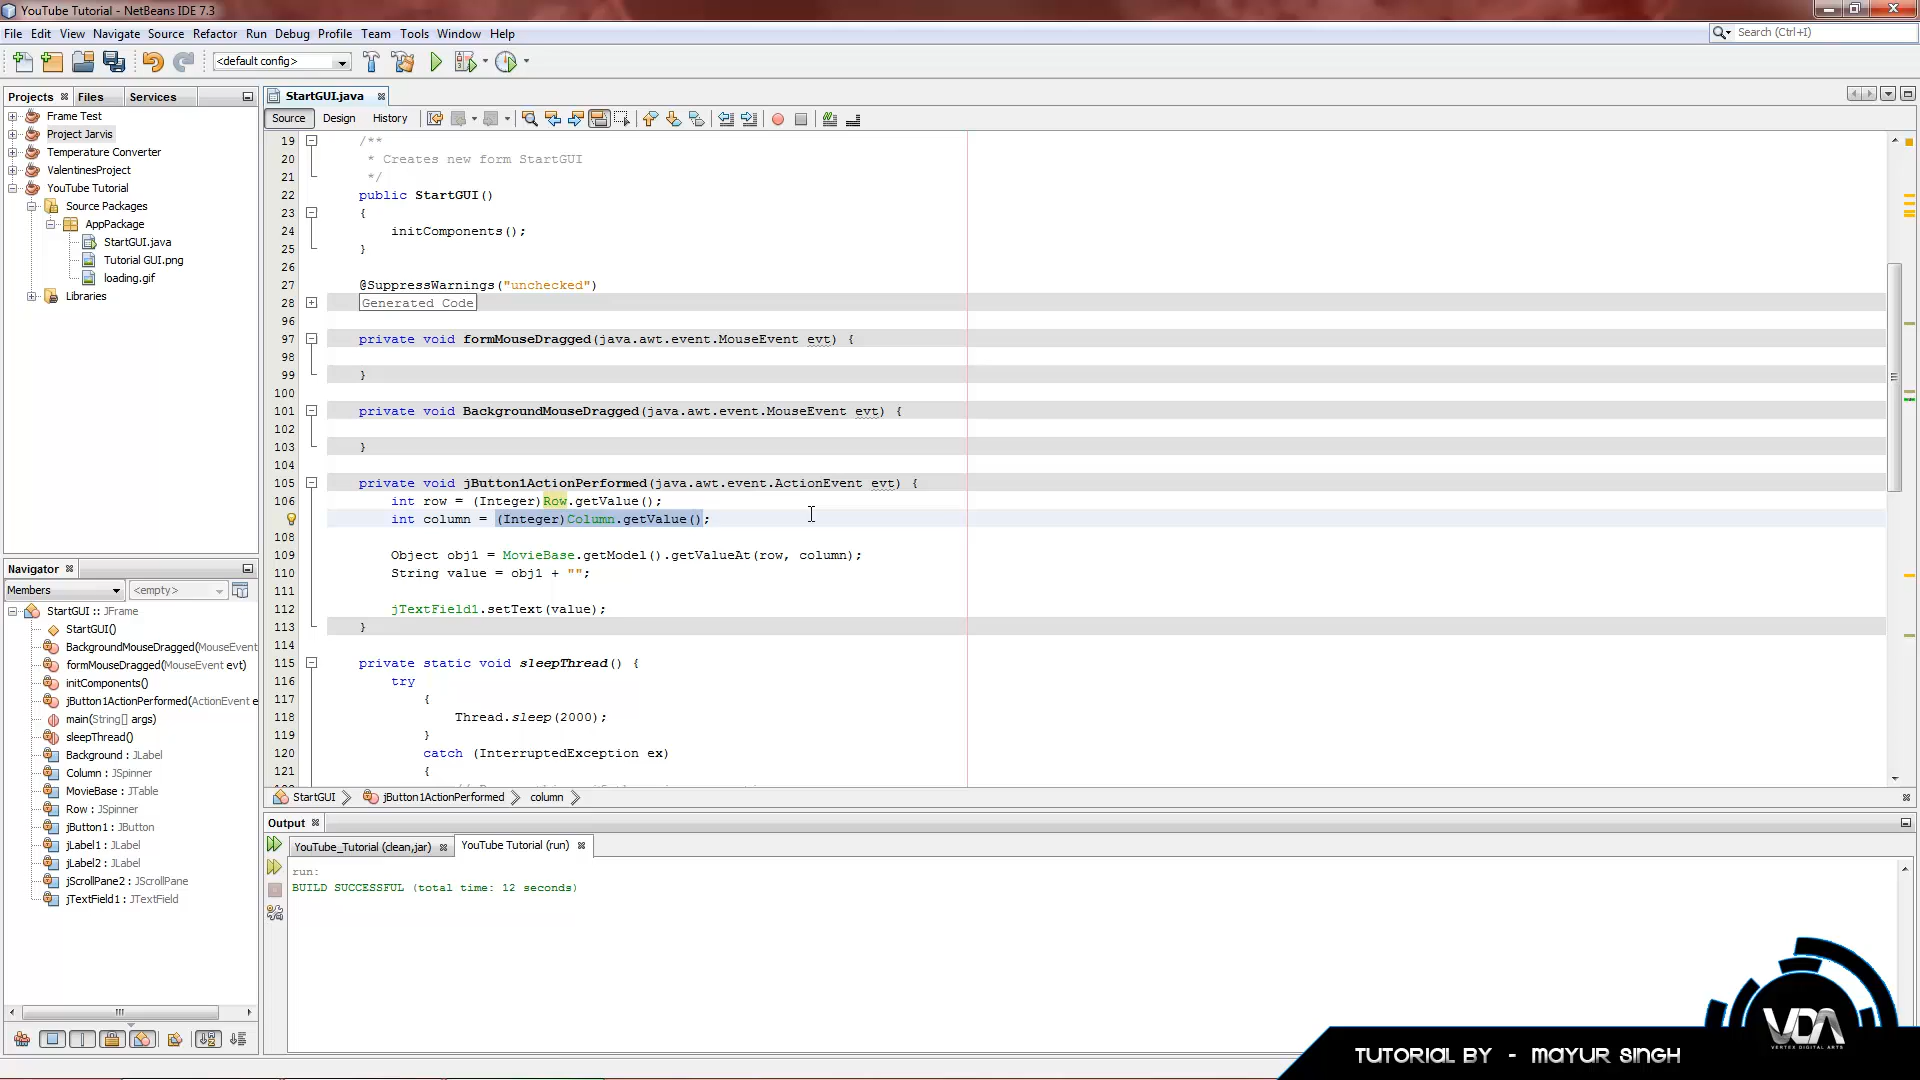 YouTube Tutorial - NetBeans IDE 7.3
File Edit View Navigate Source Refactor Run Debug Profile Team Tools Window Help
Search (Ctrl+I)
<default config>
Projects Files Services
Frame Test
Project Jarvis
Temperature Converter
ValentinesProject
YouTube Tutorial
Source Packages
AppPackage
StartGUI.java
Tutorial GUI.png
loading.gif
Libraries
Navigator
Members <empty>
StartGUI :: JFrame
StartGUI()
BackgroundMouseDragged(MouseEvent
formMouseDragged(MouseEvent evt)
initComponents()
jButton1ActionPerformed(ActionEvent e
main(String[] args)
sleepThread()
Background : JLabel
Column : JSpinner
MovieBase : JTable
Row : JSpinner
jButton1 : JButton
jLabel1 : JLabel
jLabel2 : JLabel
jScrollPane2 : JScrollPane
jTextField1 : JTextField
StartGUI.java
Source Design History
19 /**
20 * Creates new form StartGUI
21 */
22 public StartGUI()
23 {
24 initComponents();
25 }
26
27 @SuppressWarnings("unchecked")
28 Generated Code
96
97 private void formMouseDragged(java.awt.event.MouseEvent evt) {
98
99 }
100
101 private void BackgroundMouseDragged(java.awt.event.MouseEvent evt) {
102
103 }
104
105 private void jButton1ActionPerformed(java.awt.event.ActionEvent evt) {
106 int row = (Integer)Row.getValue();
int column = (Integer)Column.getValue();
108
109 Object obj1 = MovieBase.getModel().getValueAt(row, column);
110 String value = obj1 + "";
111
112 jTextField1.setText(value);
113 }
114
115 private static void sleepThread() {
116 try
117 {
118 Thread.sleep(2000);
119 }
120 catch (InterruptedException ex)
121 {
StartGUI jButton1ActionPerformed column
Output
YouTube_Tutorial (clean,jar) YouTube Tutorial (run)
run:
BUILD SUCCESSFUL (total time: 12 seconds)
VDA
VERTEX DIGITAL ARTS
TUTORIAL BY - MAYUR SINGH